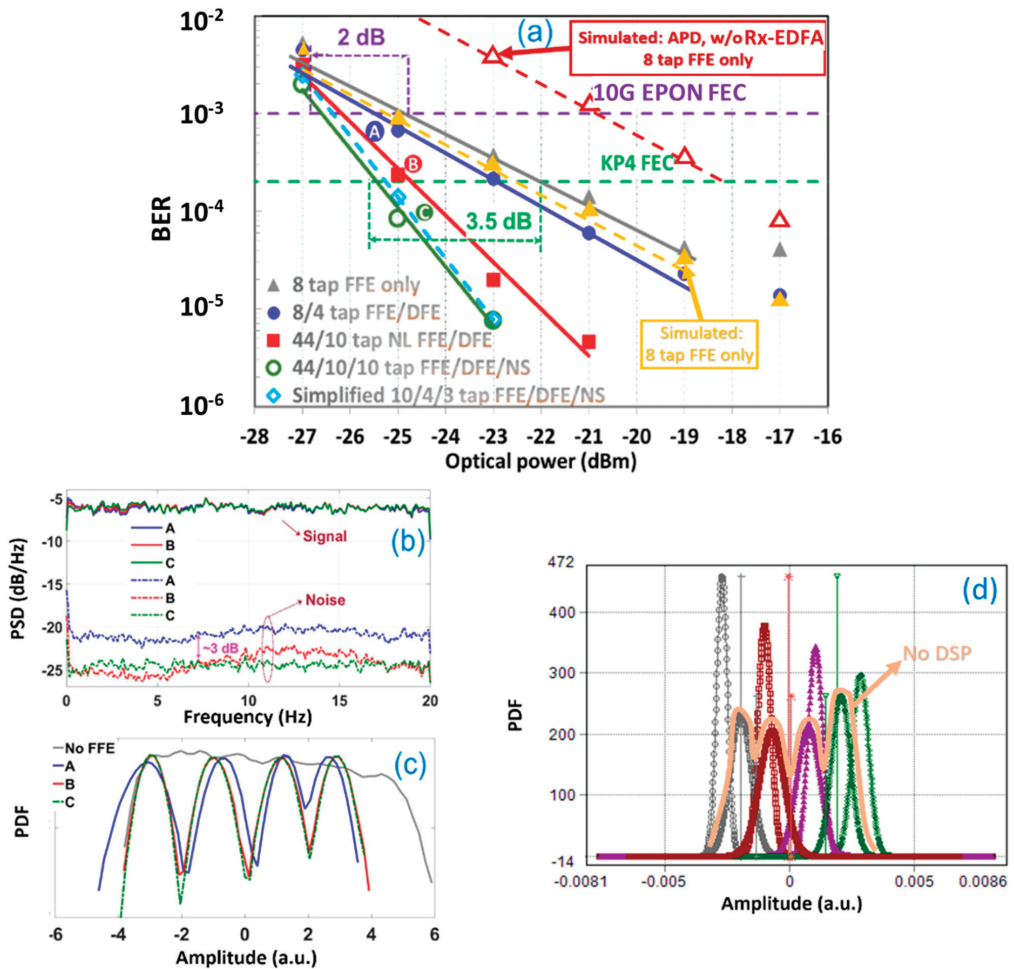 (a)
BER
10-2
10-3
10-4
10-5
10-6
2 dB
Simulated: APD, w/oRx-EDFA
8 tap FFE only
10G EPON FEC
A
B
C
KP4 FEC
3.5 dB
8 tap FFE only
8/4 tap FFE/DFE
44/10 tap NL FFE/DFE
44/10/10 tap FFE/DFE/NS
Simplified 10/4/3 tap FFE/DFE/NS
Simulated:
8 tap FFE only
-28 -27 -26 -25 -24 -23 -22 -21 -20 -19 -18 -17 -16
Optical power (dBm)
(b)
PSD (dB/Hz)
-5
-10
-15
-20
-25
A
B
C
A
B
C
Signal
Noise
~3 dB
0 5 10 15 20
Frequency (Hz)
(c)
PDF
No FFE
A
B
C
-6 -4 -2 0 2 4 6
Amplitude (a.u.)
(d)
PDF
472
400
300
200
100
-14
No DSP
-0.0081 -0.005 0 0.005 0.0086
Amplitude (a.u.)